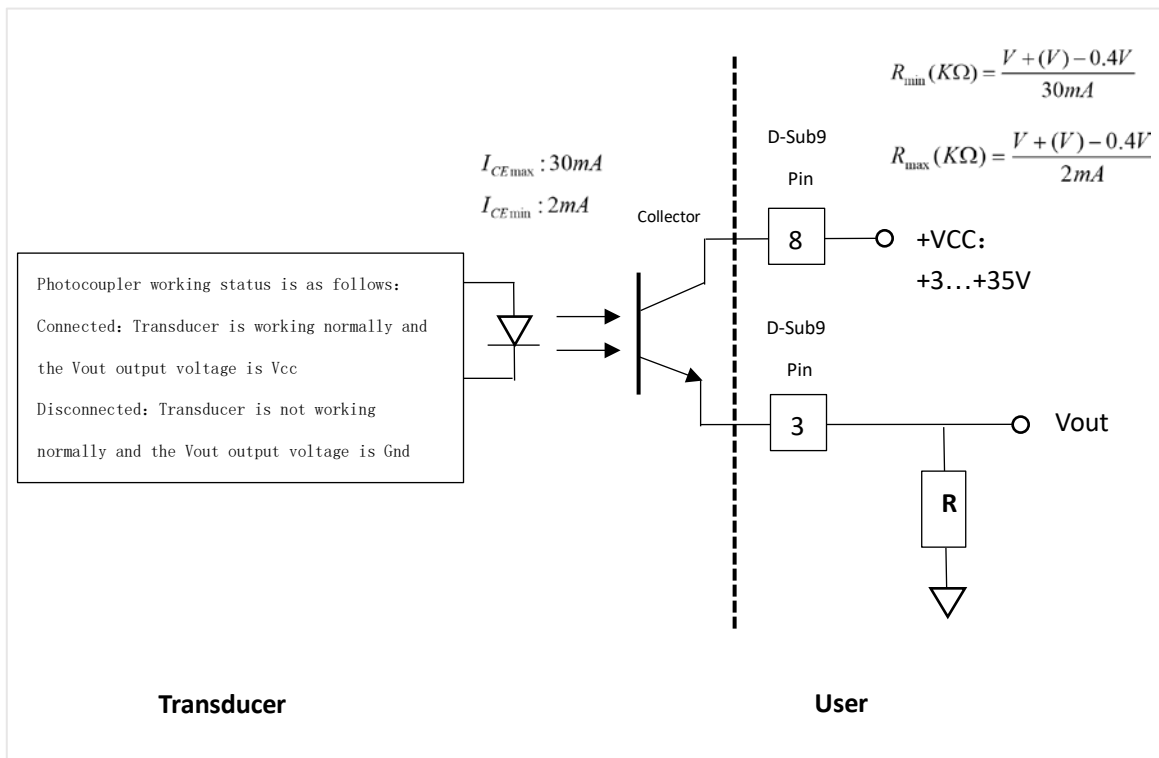 R_min(KΩ) = (V + (V) − 0.4V) / 30mA
R_max(KΩ) = (V + (V) − 0.4V) / 2mA
I_CEmax : 30mA
I_CEmin : 2mA
Collector
D-Sub9
Pin
8
+VCC：
+3…+35V
Photocoupler working status is as follows：
Connected：Transducer is working normally and
the Vout output voltage is Vcc
Disconnected：Transducer is not working
normally and the Vout output voltage is Gnd
D-Sub9
Pin
3
Vout
R
Transducer
User